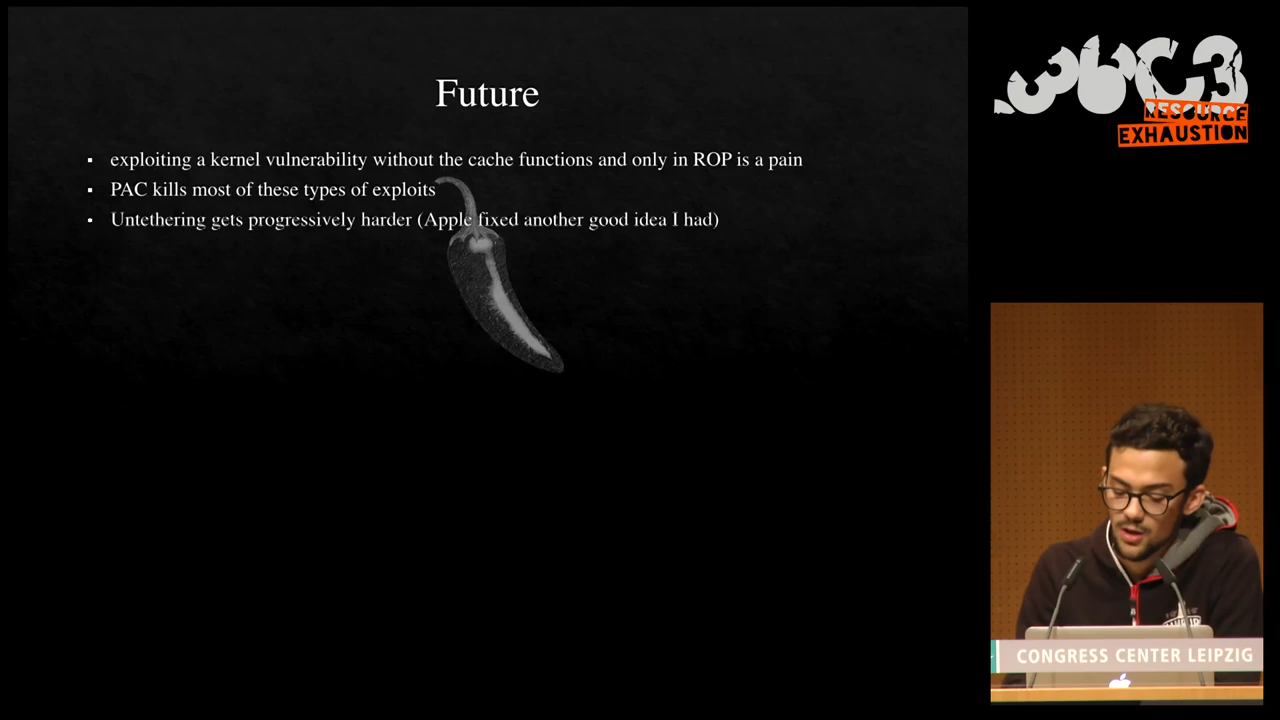 Future
exploiting a kernel vulnerability without the cache functions and only in ROP is a pain
PAC kills most of these types of exploits
Untethering gets progressively harder (Apple fixed another good idea I had)
36C3
RESOURCE
EXHAUSTION
CONGRESS CENTER LEIPZIG